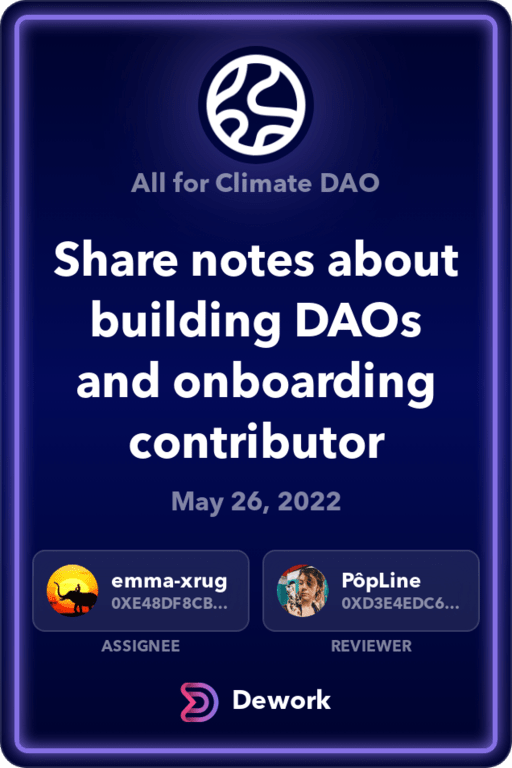 All for Climate DAO
Share notes about
building DAOs
and onboarding
contributor
May 26, 2022
emma-xrug
0XE48DF8CB...
ASSIGNEE
PôpLine
0XD3E4EDC6...
REVIEWER
Dework